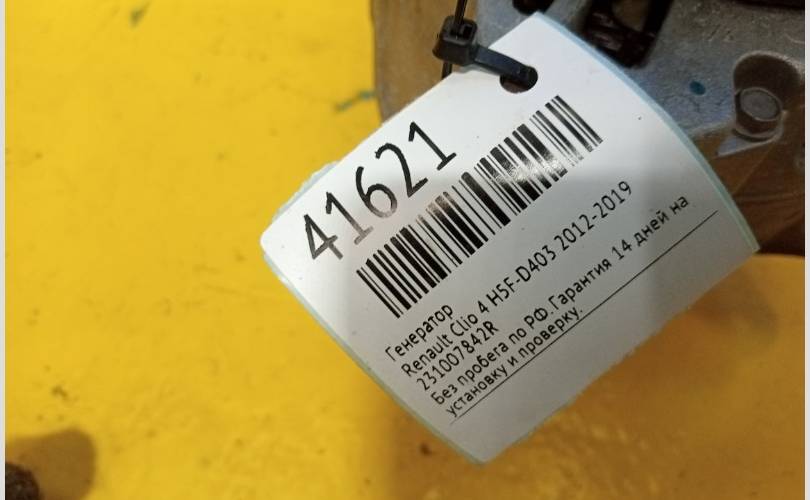 41621
Генератор
Renault Clio 4 H5F-D403 2012-2019
231007842R
Без пробега по РФ.Гарантия 14 дней на
установку и проверку.